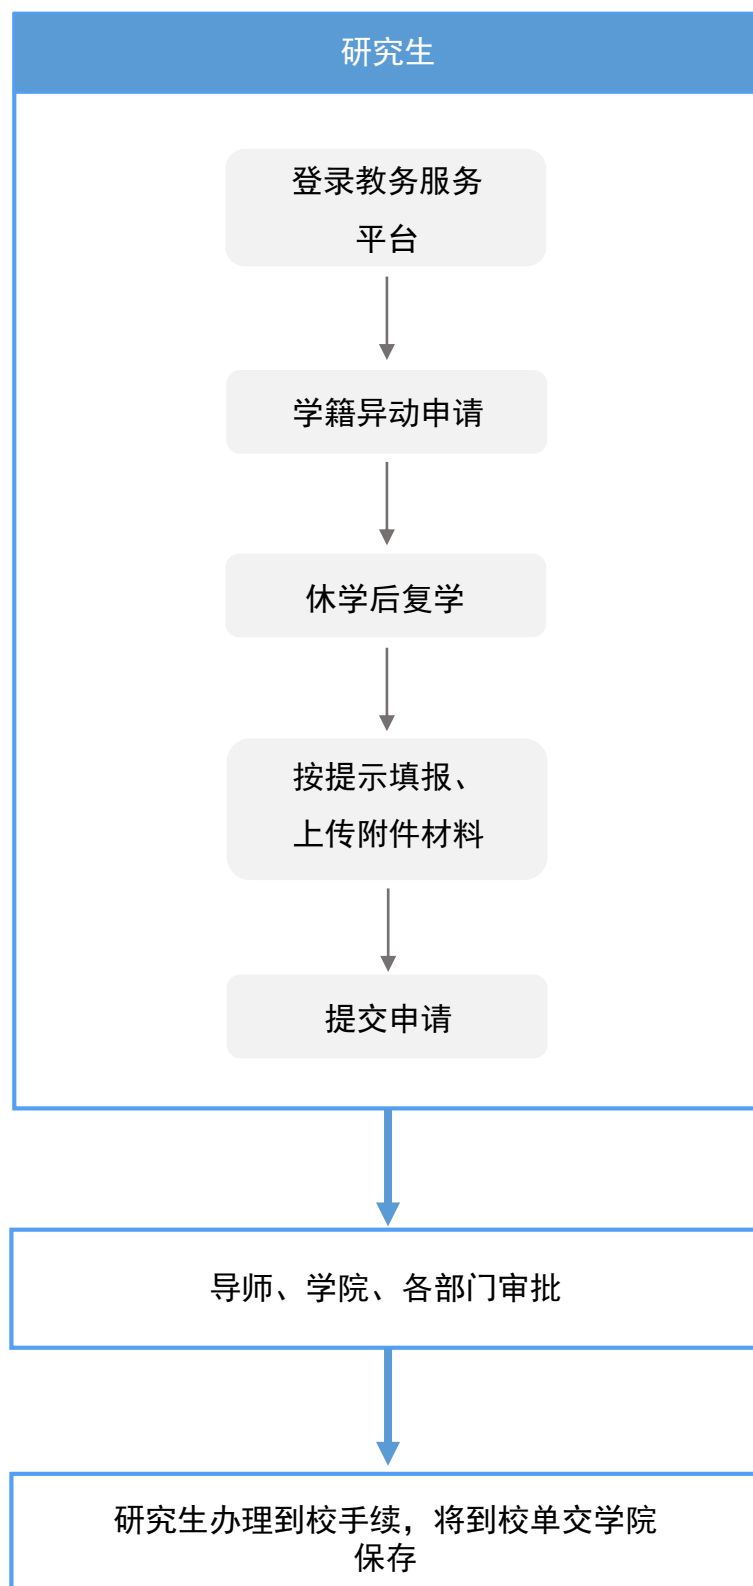 研究生
登录教务服务
平台
学籍异动申请
休学后复学
按提示填报、
上传附件材料
提交申请
导师、学院、各部门审批
研究生办理到校手续，将到校单交学院
保存